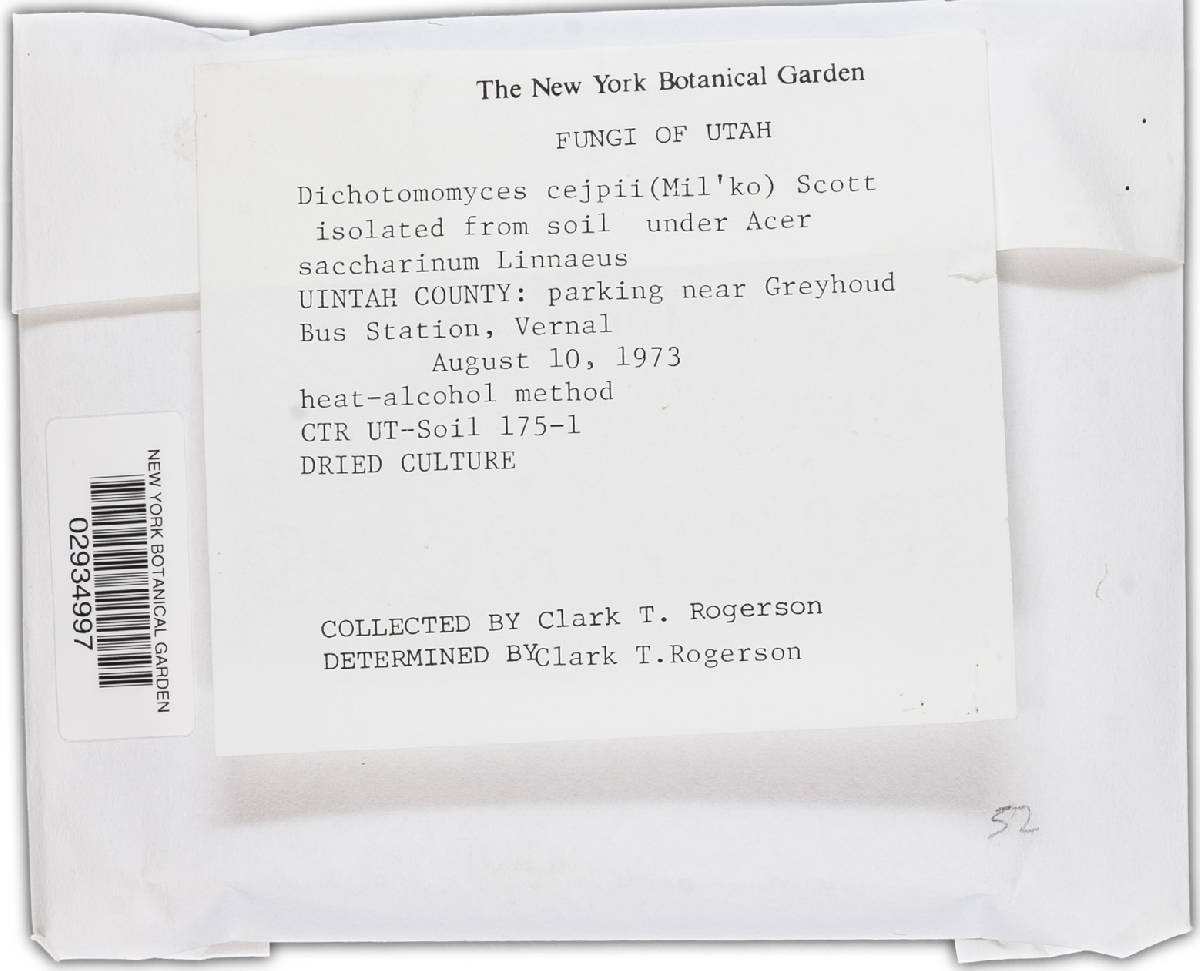 The New York Botanical Garden
FUNGI OF UTAH
Dichotomomyces cejpii(Mil'ko) Scott
isolated from soil under Acer
saccharinum Linnaeus
UINTAH COUNTY: parking near Greyhoud
Bus Station, Vernal
August 10, 1973
heat-alcohol method
CTR UT-Soil 175-1
DRIED CULTURE
COLLECTED BY Clark T. Rogerson
DETERMINED BYClark T.Rogerson
NEW YORK BOTANICAL GARDEN
02934997
52